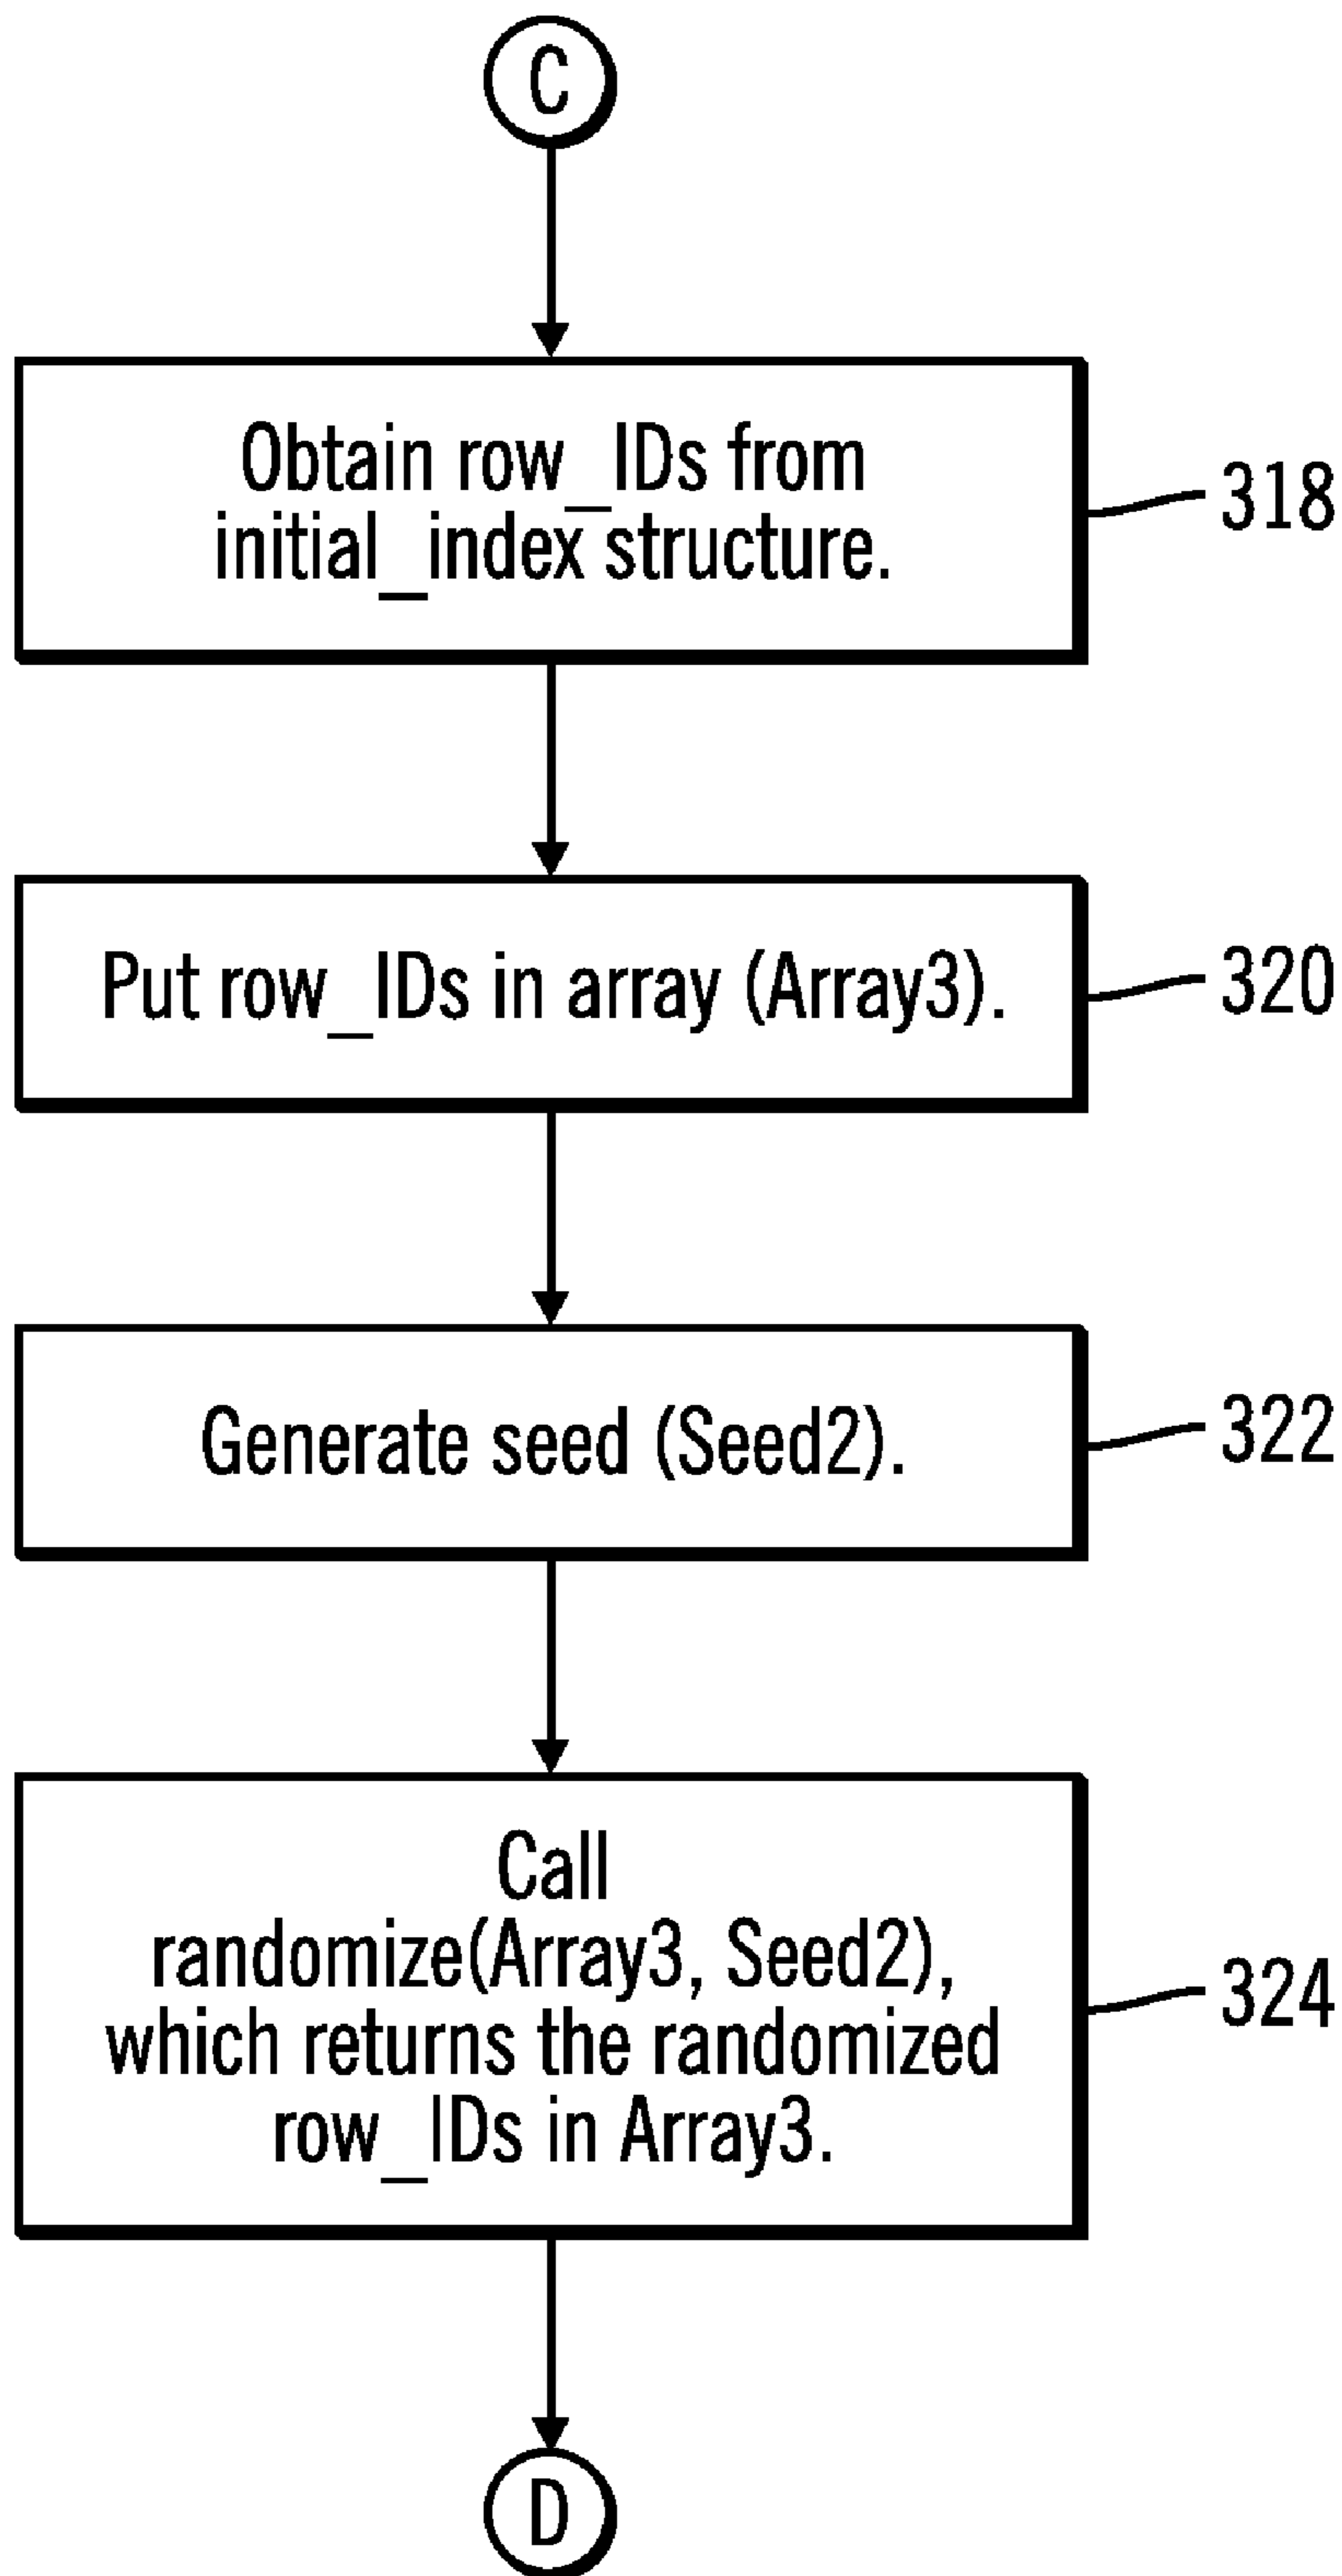 C
Obtain row_IDs from
initial_index structure.
318
Put row_IDs in array (Array3).
320
Generate seed (Seed2).
322
Call
randomize(Array3, Seed2),
which returns the randomized
row_IDs in Array3.
324
D